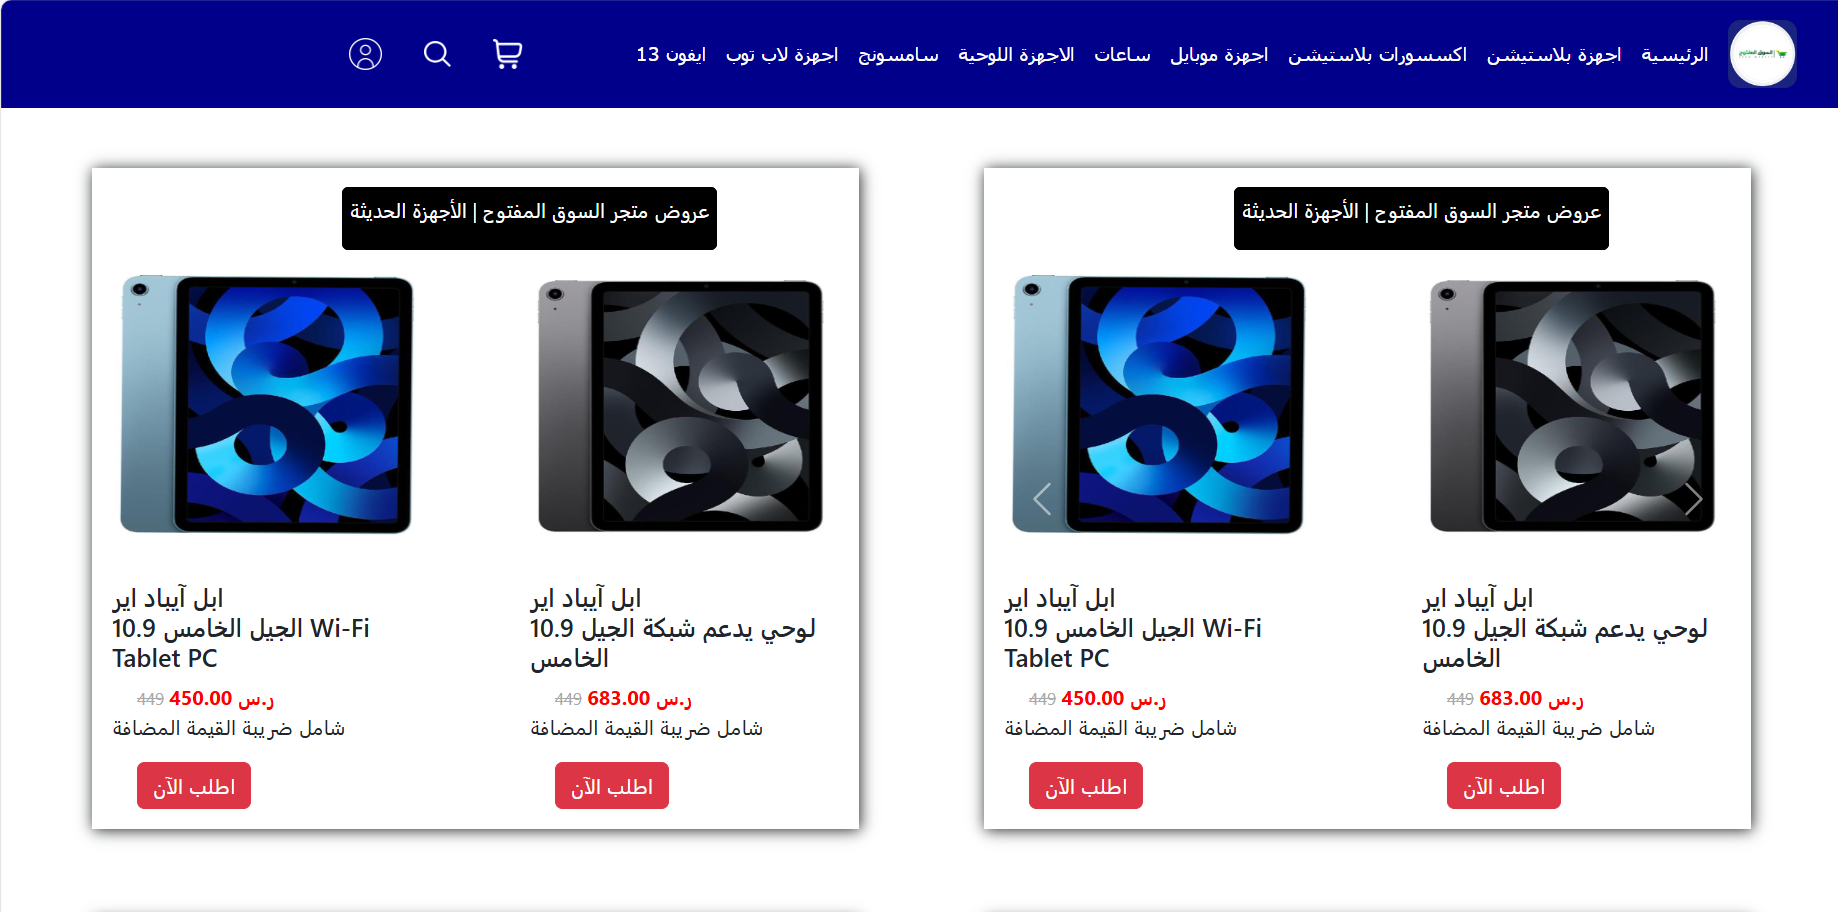 الرئيسية
اجهزة بلاستيشن
اكسسورات بلاستيشن
اجهزة موبايل
ساعات
الاجهزة اللوحية
سامسونج
اجهزة لاب توب
ايفون 13
عروض متجر السوق المفتوح | الأجهزة الحديثة
ابل آيباد اير
لوحي يدعم شبكة الجيل 10.9
الخامس
449 683.00 ر.س
شامل ضريبة القيمة المضافة
اطلب الآن
ابل آيباد اير
10.9 الجيل الخامس Wi-Fi
Tablet PC
449 450.00 ر.س
شامل ضريبة القيمة المضافة
اطلب الآن
عروض متجر السوق المفتوح | الأجهزة الحديثة
ابل آيباد اير
لوحي يدعم شبكة الجيل 10.9
الخامس
449 683.00 ر.س
شامل ضريبة القيمة المضافة
اطلب الآن
ابل آيباد اير
10.9 الجيل الخامس Wi-Fi
Tablet PC
449 450.00 ر.س
شامل ضريبة القيمة المضافة
اطلب الآن